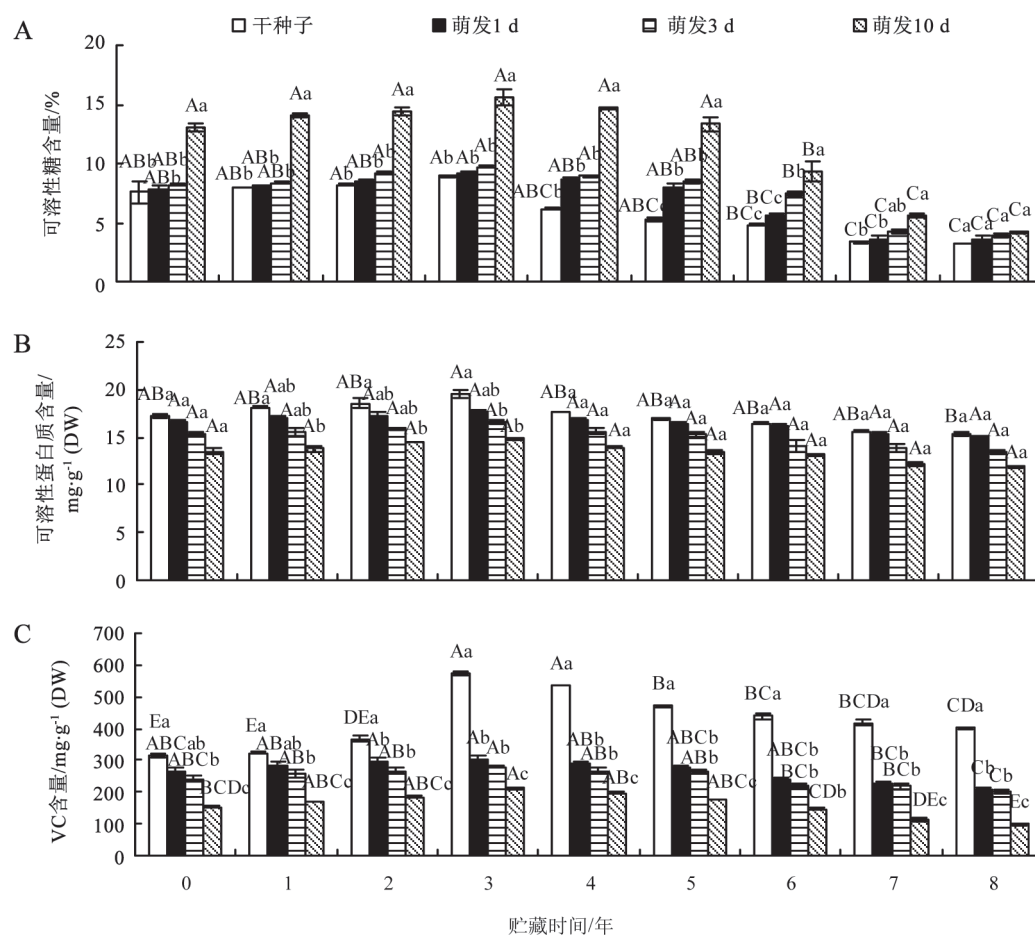 A
干种子 萌发1 d 萌发3 d 萌发10 d
可溶性糖含量/%
20
15
10
5
0
ABb ABb ABb Aa
ABb ABb ABb Aa
Ab ABb Ab Aa
Ab Ab Ab Aa
ABCb ABb Ab Aa
ABCc ABb ABb Aa
BCc BCc Bb Ba
Cb Cb Cab Ca
Ca Ca Ca Ca
B
可溶性蛋白质含量/
mg·g-1 (DW)
25
20
15
10
5
0
ABa Aa Aa Aa
ABa Aab Aab Ab
ABa Aab Aab Ab
Aa Aab Ab Ab
ABa Aa Aa Aa
ABa Aa Aa Aa
ABa Aa Aa Aa
ABa Aa Aa Aa
Ba Aa Aa Aa
C
VC含量/mg·g-1 (DW)
700
600
500
400
300
200
100
0
Ea ABCab ABCb BCDc
Ea ABab ABb ABCc
DEa Ab ABb ABCc
Aa Ab Ab Ac
Aa ABb ABb ABc
Ba ABCb ABb ABCc
BCa ABCb BCb CDb
BCDa BCb BCb DEc
CDa Cb Cb Ec
0 1 2 3 4 5 6 7 8
贮藏时间/年